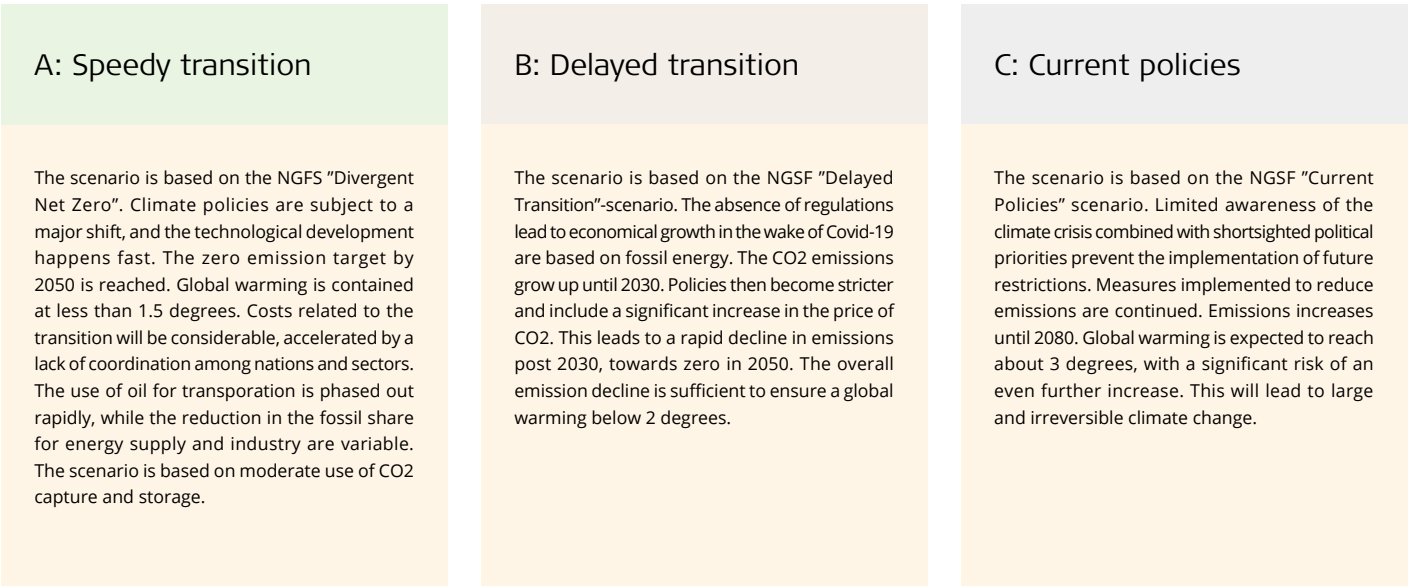 A: Speedy transition
The scenario is based on the NGFS ”Divergent
Net Zero”. Climate policies are subject to a
major shift, and the technological development
happens fast. The zero emission target by
2050 is reached. Global warming is contained
at less than 1.5 degrees. Costs related to the
transition will be considerable, accelerated by a
lack of coordination among nations and sectors.
The use of oil for transporation is phased out
rapidly, while the reduction in the fossil share
for energy supply and industry are variable.
The scenario is based on moderate use of CO2
capture and storage.
B: Delayed transition
The scenario is based on the NGSF ”Delayed
Transition”-scenario. The absence of regulations
lead to economical growth in the wake of Covid-19
are based on fossil energy. The CO2 emissions
grow up until 2030. Policies then become stricter
and include a significant increase in the price of
CO2. This leads to a rapid decline in emissions
post 2030, towards zero in 2050. The overall
emission decline is sufficient to ensure a global
warming below 2 degrees.
C: Current policies
The scenario is based on the NGSF ”Current
Policies” scenario. Limited awareness of the
climate crisis combined with shortsighted political
priorities prevent the implementation of future
restrictions. Measures implemented to reduce
emissions are continued. Emissions increases
until 2080. Global warming is expected to reach
about 3 degrees, with a significant risk of an
even further increase. This will lead to large
and irreversible climate change.